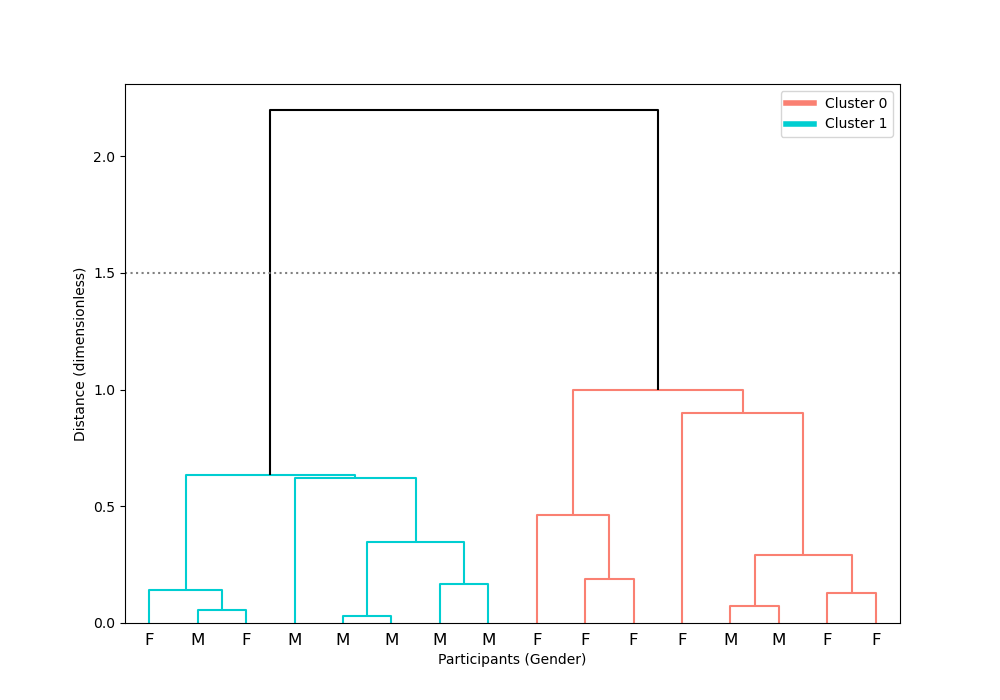 Cluster 0
Cluster 1
2.0
1.5
1.0
0.5
0.0
Distance (dimensionless)
F M F M M M M M F F F F M M F F
Participants (Gender)